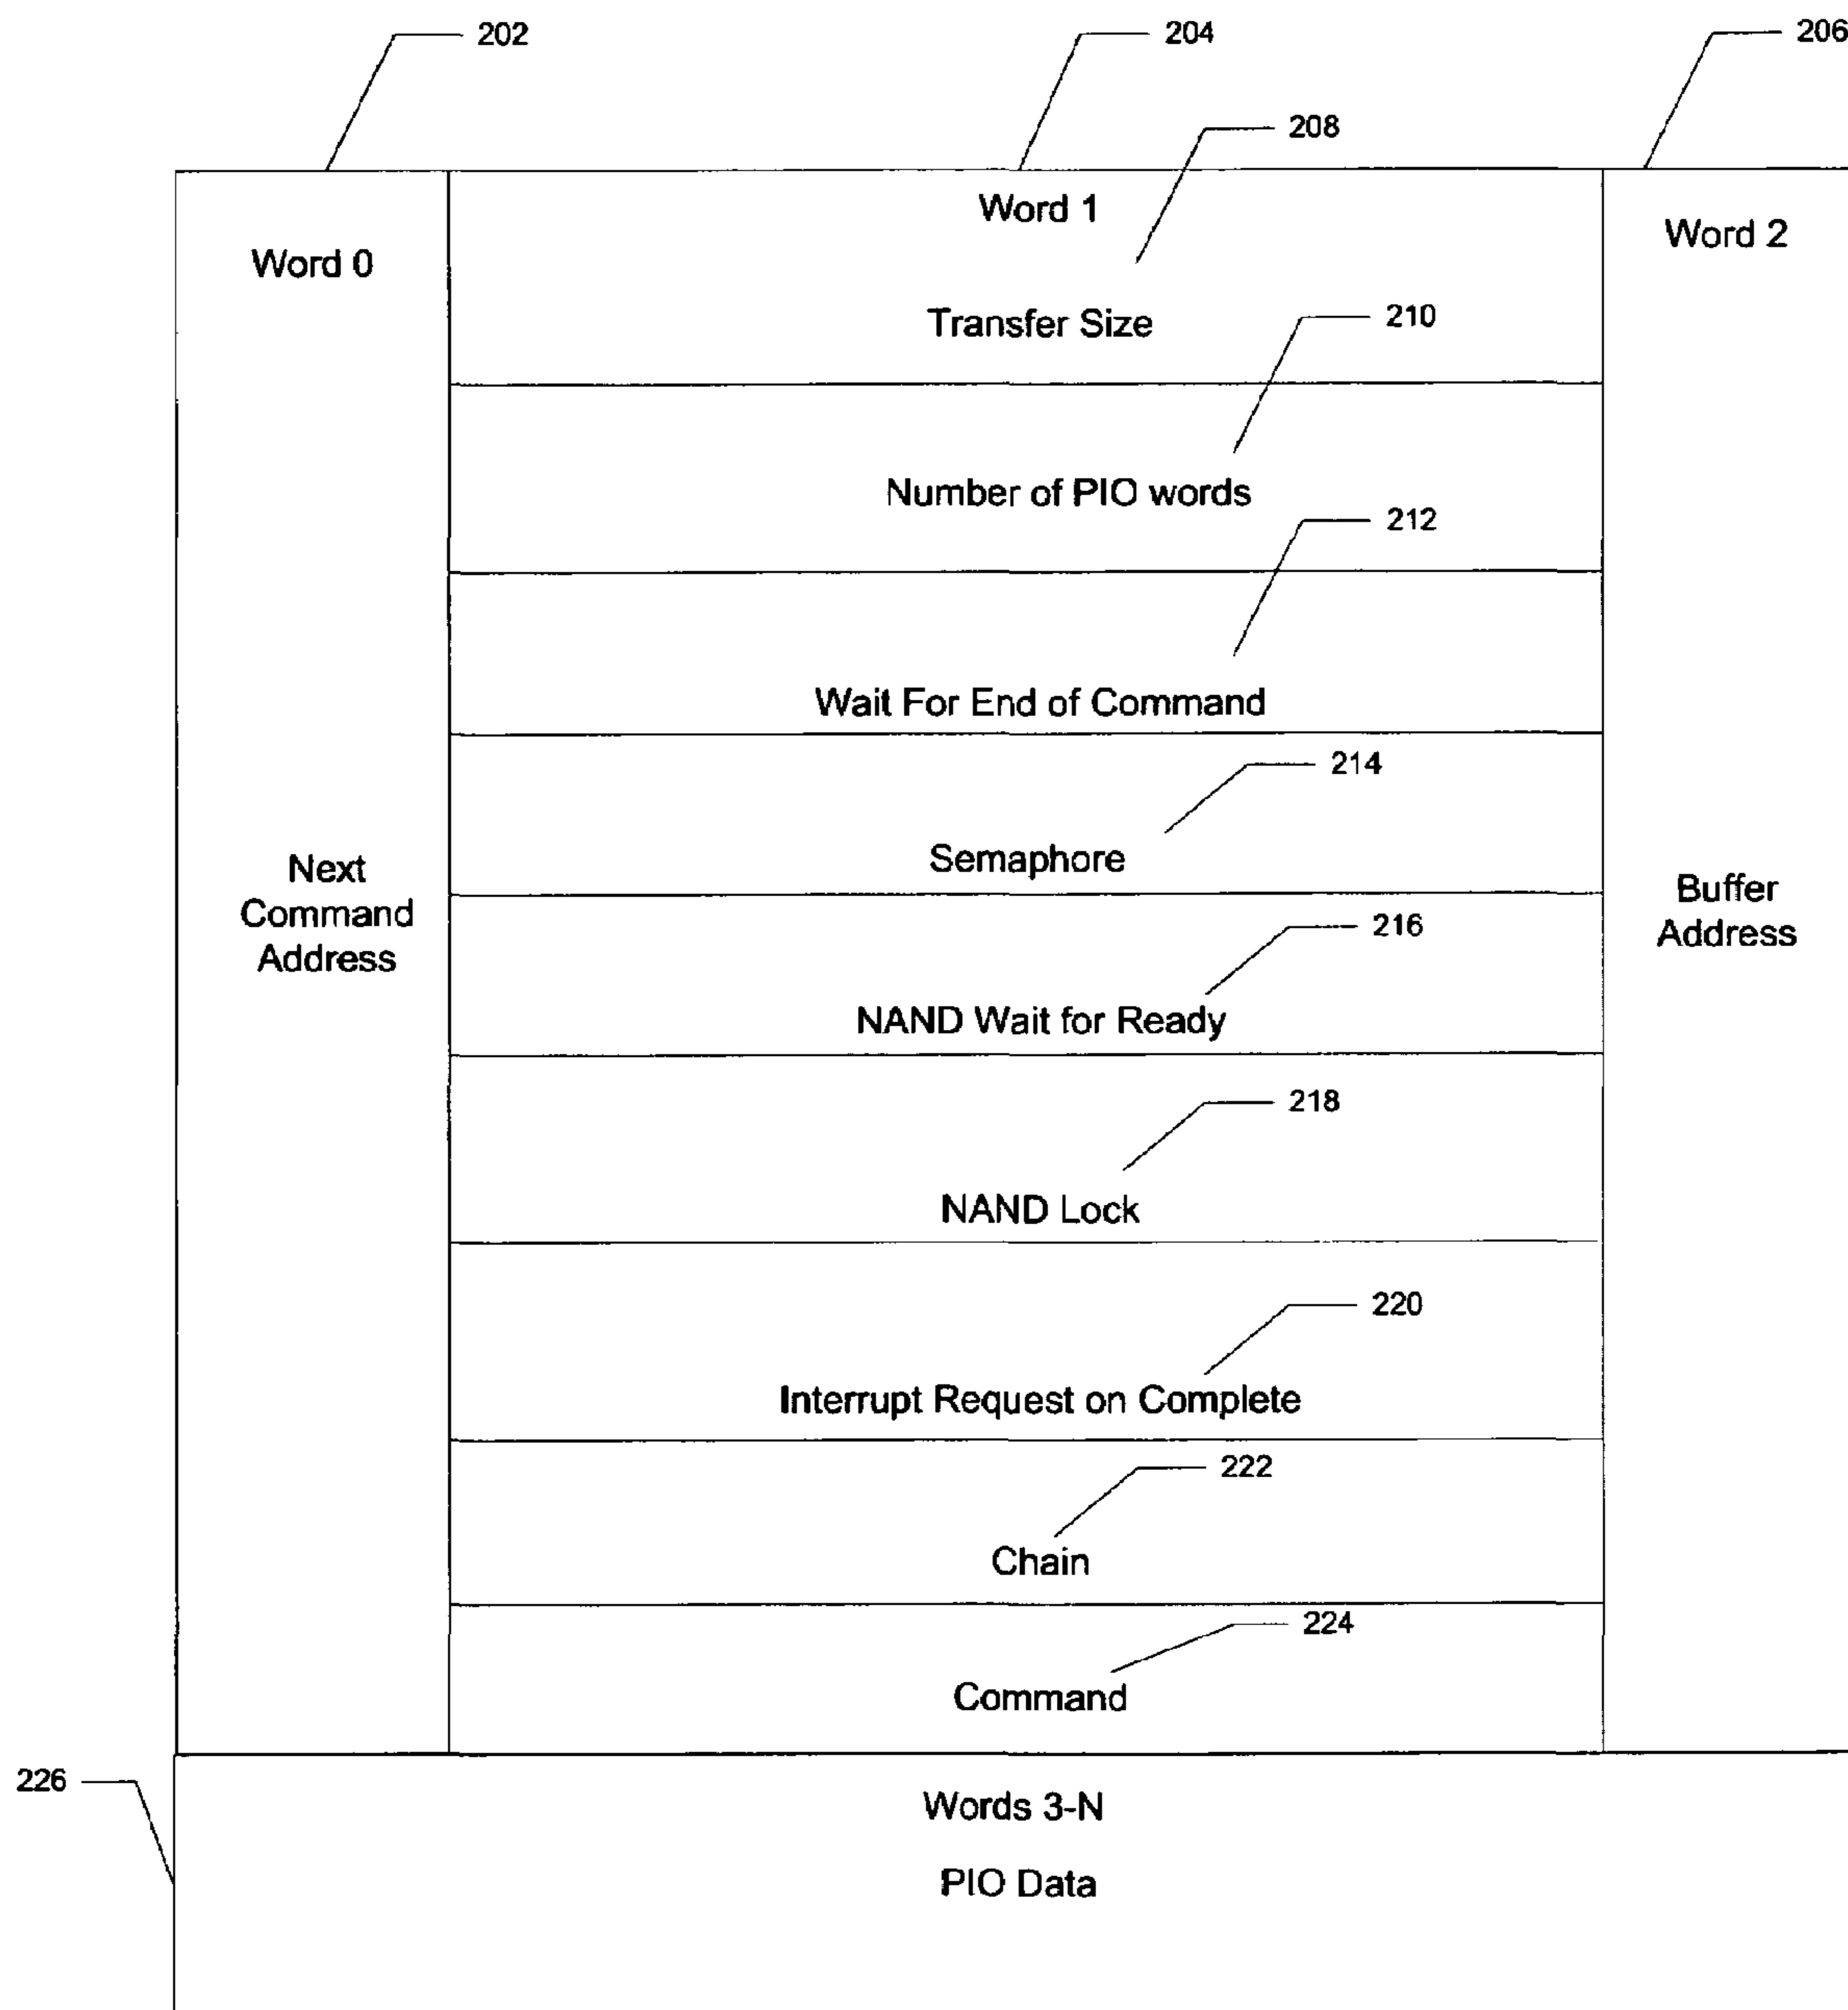 202
204
206
208
Word 0
Word 1
Word 2
Transfer Size
210
Number of PIO words
212
Wait For End of Command
214
Semaphore
Next
Command
Address
Buffer
Address
216
NAND Wait for Ready
218
NAND Lock
220
Interrupt Request on Complete
222
Chain
224
Command
226
Words 3-N
PIO Data